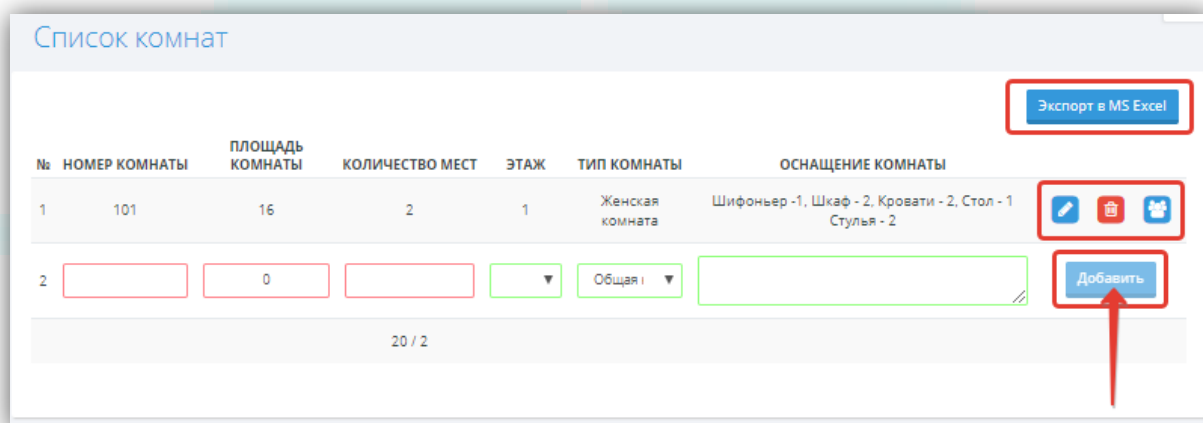 Список комнат
Экспорт в MS Excel
№ НОМЕР КОМНАТЫ ПЛОЩАДЬ КОМНАТЫ КОЛИЧЕСТВО МЕСТ ЭТАЖ ТИП КОМНАТЫ ОСНАЩЕНИЕ КОМНАТЫ
1 101 16 2 1 Женская комната Шифоньер -1, Шкаф - 2, Кровати - 2, Стол - 1
Стулья - 2
2 0 Общая Добавить
20 / 2